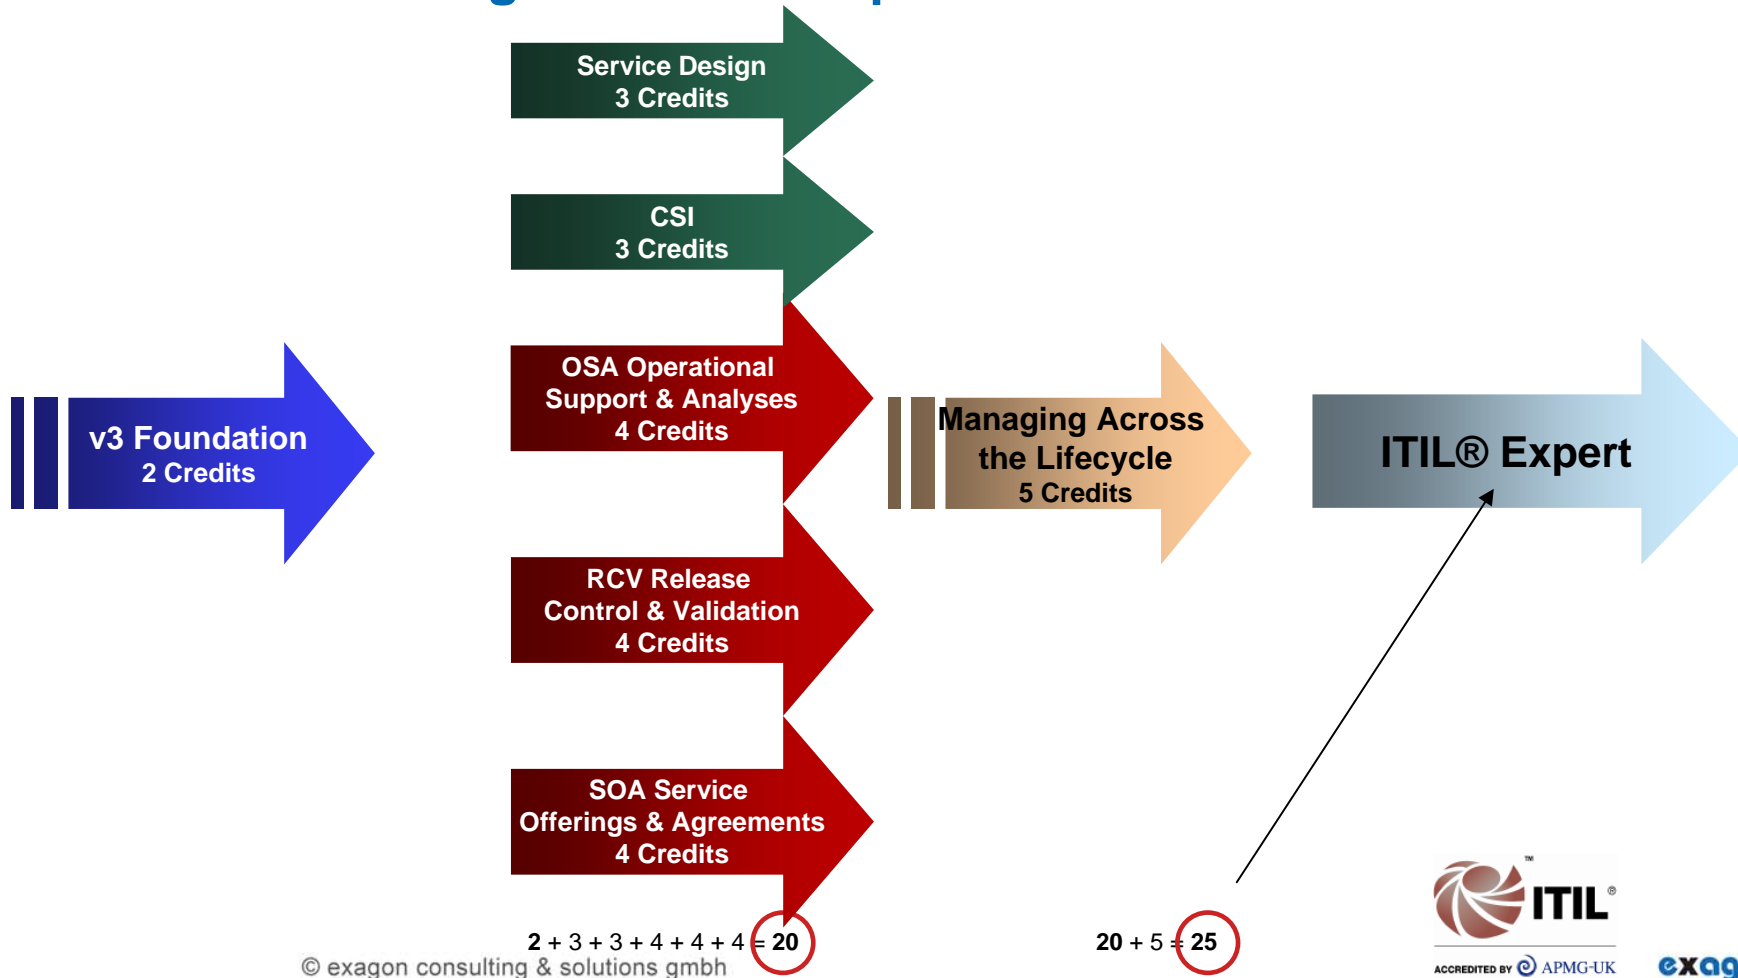 Service Design
3 Credits
CSI
3 Credits
OSA Operational
Support & Analyses
4 Credits
v3 Foundation
2 Credits
Managing Across
the Lifecycle
5 Credits
ITIL® Expert
RCV Release
Control & Validation
4 Credits
SOA Service
Offerings & Agreements
4 Credits
2 + 3 + 3 + 4 + 4 + 4 = 20
20 + 5 = 25
© exagon consulting & solutions gmbh
ITIL®
™
ACCREDITED BY APMG-UK